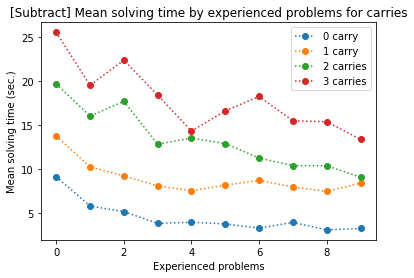 [Subtract] Mean solving time by experienced problems for carries
0 carry
1 carry
2 carries
3 carries
Mean solving time (sec.)
25
20
15
10
5
0 2 4 6 8
Experienced problems